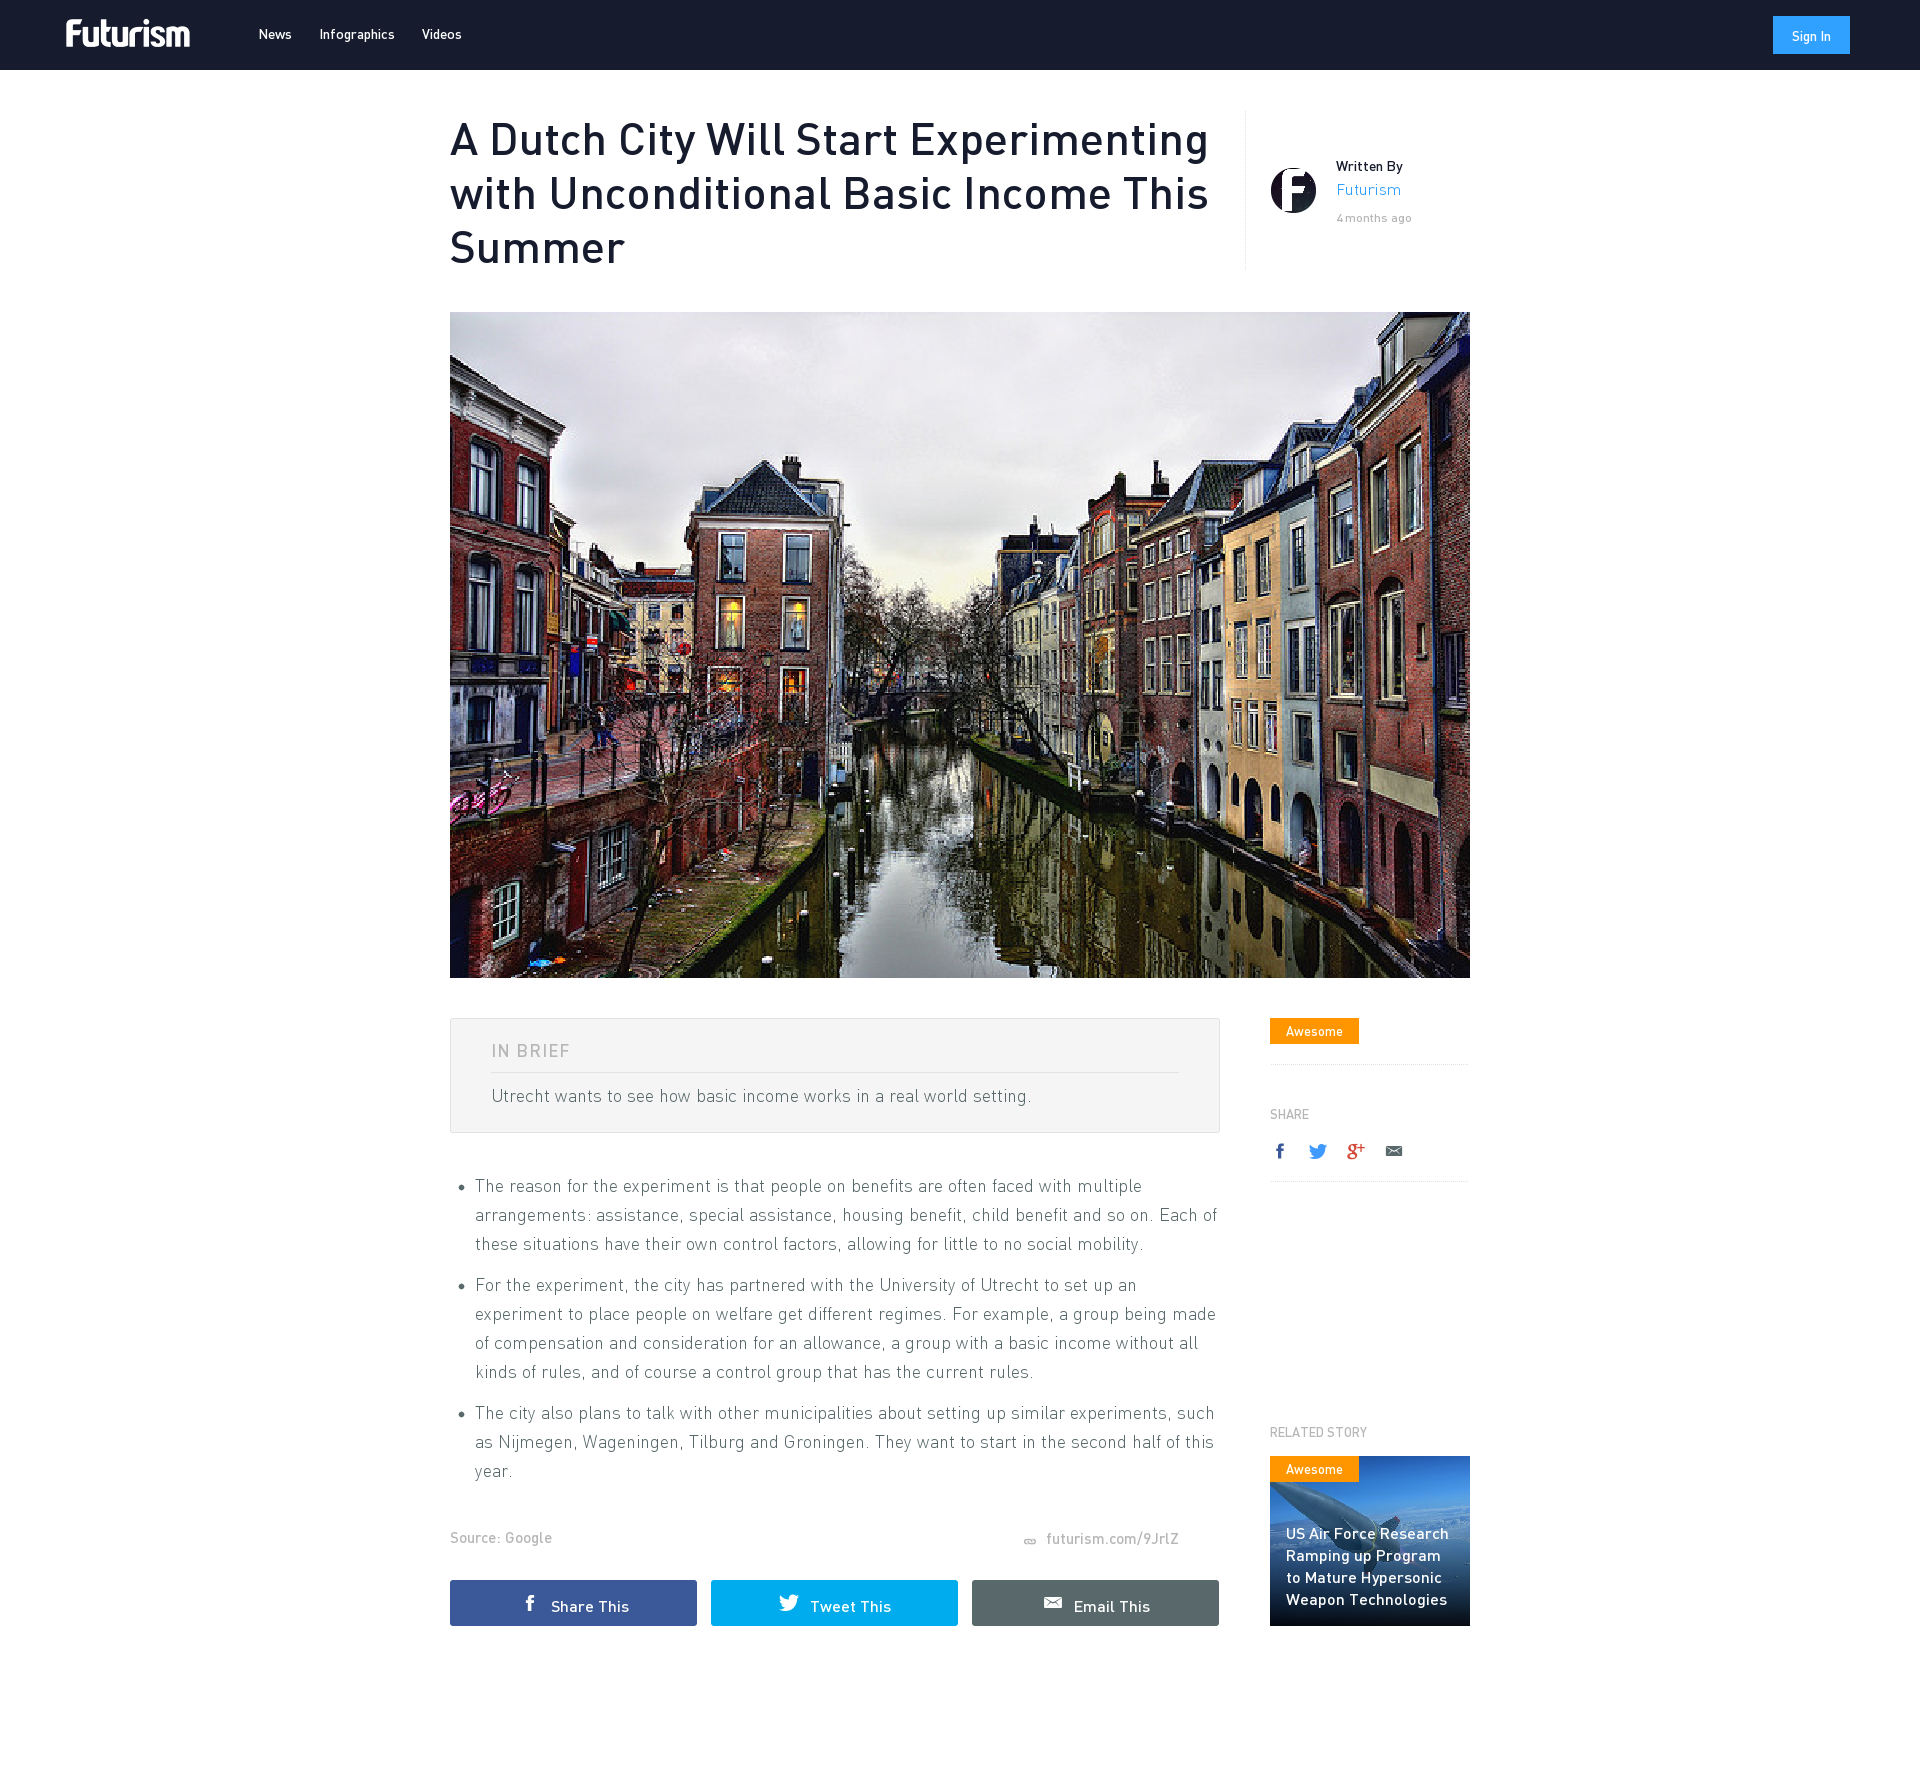 Futurism
News Infographics Videos
Sign In
A Dutch City Will Start Experimenting
with Unconditional Basic Income This
Summer
Written By
Futurism
4 months ago
IN BRIEF
Utrecht wants to see how basic income works in a real world setting.
• The reason for the experiment is that people on benefits are often faced with multiple
arrangements: assistance, special assistance, housing benefit, child benefit and so on. Each of
these situations have their own control factors, allowing for little to no social mobility.
• For the experiment, the city has partnered with the University of Utrecht to set up an
experiment to place people on welfare get different regimes. For example, a group being made
of compensation and consideration for an allowance, a group with a basic income without all
kinds of rules, and of course a control group that has the current rules.
• The city also plans to talk with other municipalities about setting up similar experiments, such
as Nijmegen, Wageningen, Tilburg and Groningen. They want to start in the second half of this
year.
Source: Google
futurism.com/9JrlZ
Share This
Tweet This
Email This
Awesome
SHARE
RELATED STORY
Awesome
US Air Force Research
Ramping up Program
to Mature Hypersonic
Weapon Technologies